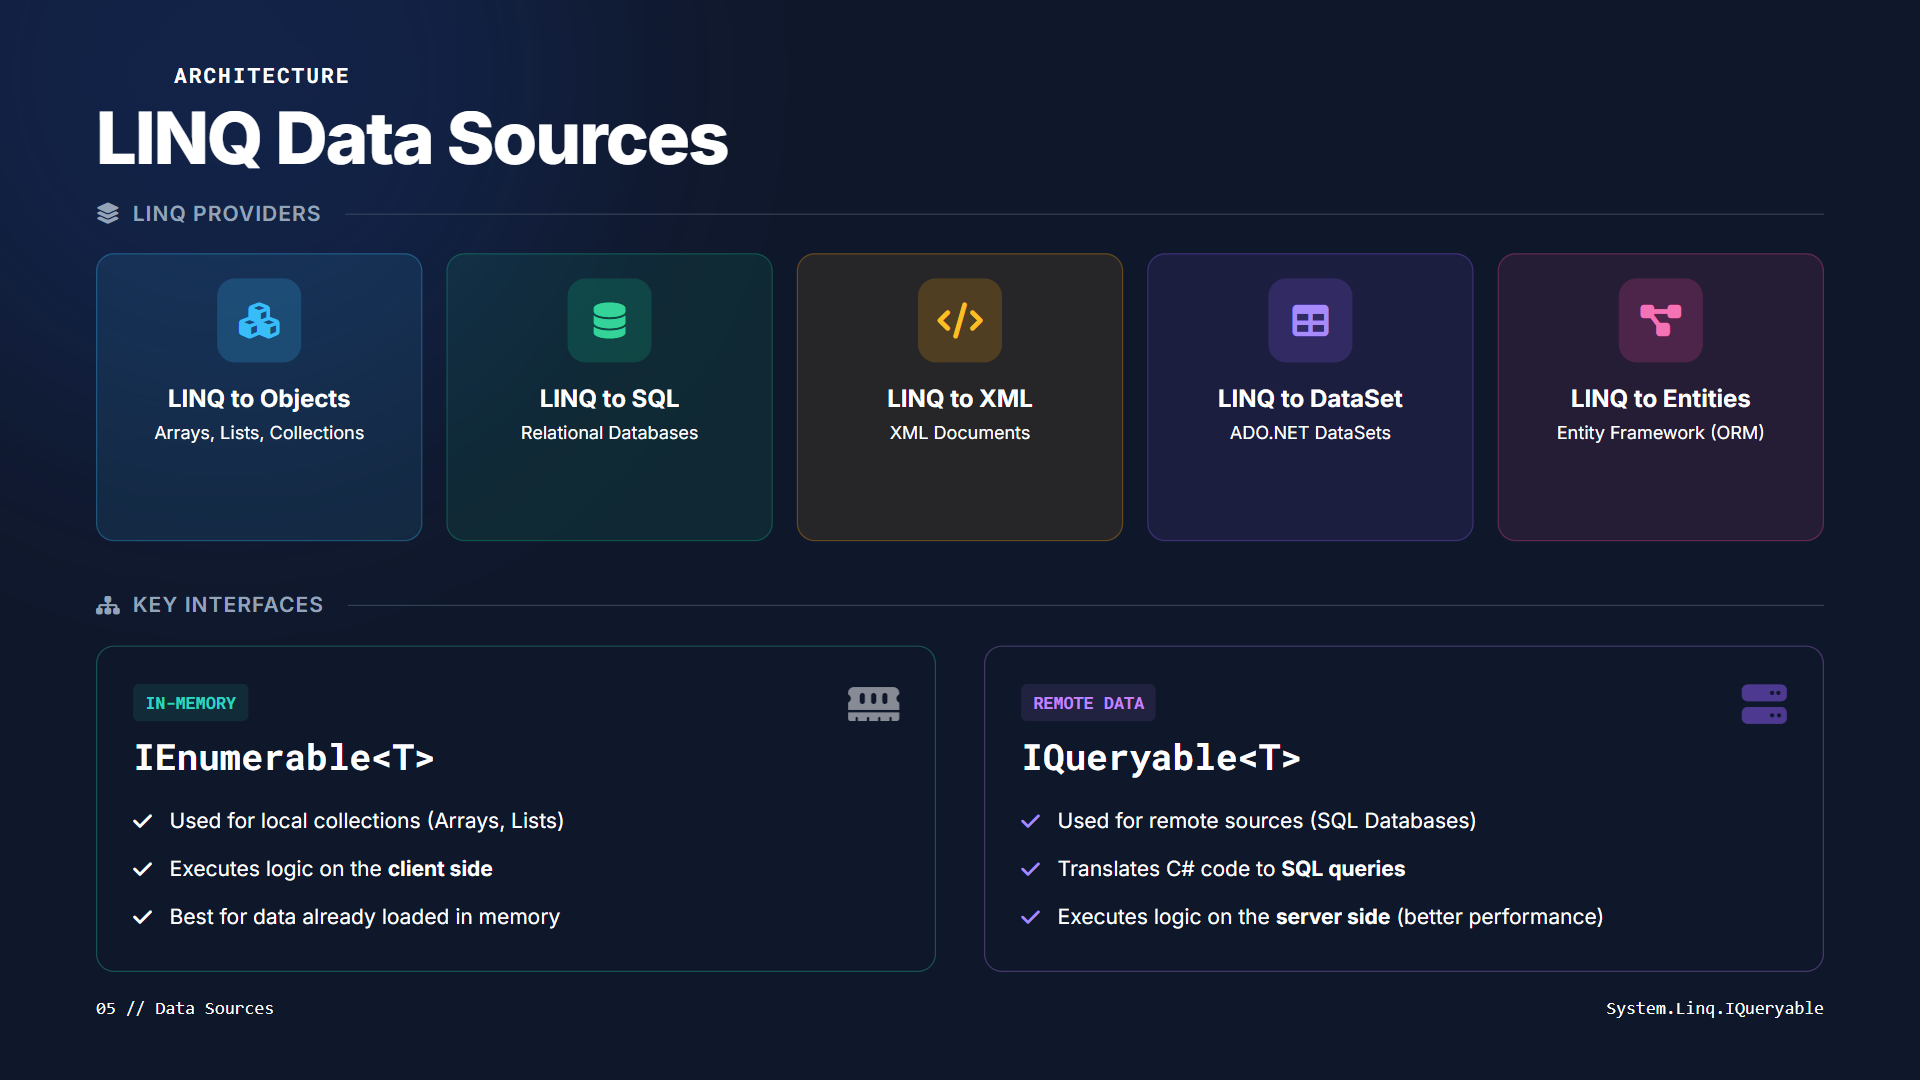 ARCHITECTURE
LINQ Data Sources
LINQ PROVIDERS
LINQ to Objects
Arrays, Lists, Collections
LINQ to SQL
Relational Databases
LINQ to XML
XML Documents
LINQ to DataSet
ADO.NET DataSets
LINQ to Entities
Entity Framework (ORM)
KEY INTERFACES
IN-MEMORY
IEnumerable<T>
Used for local collections (Arrays, Lists)
Executes logic on the client side
Best for data already loaded in memory
REMOTE DATA
IQueryable<T>
Used for remote sources (SQL Databases)
Translates C# code to SQL queries
Executes logic on the server side (better performance)
05 // Data Sources
System.Linq.IQueryable